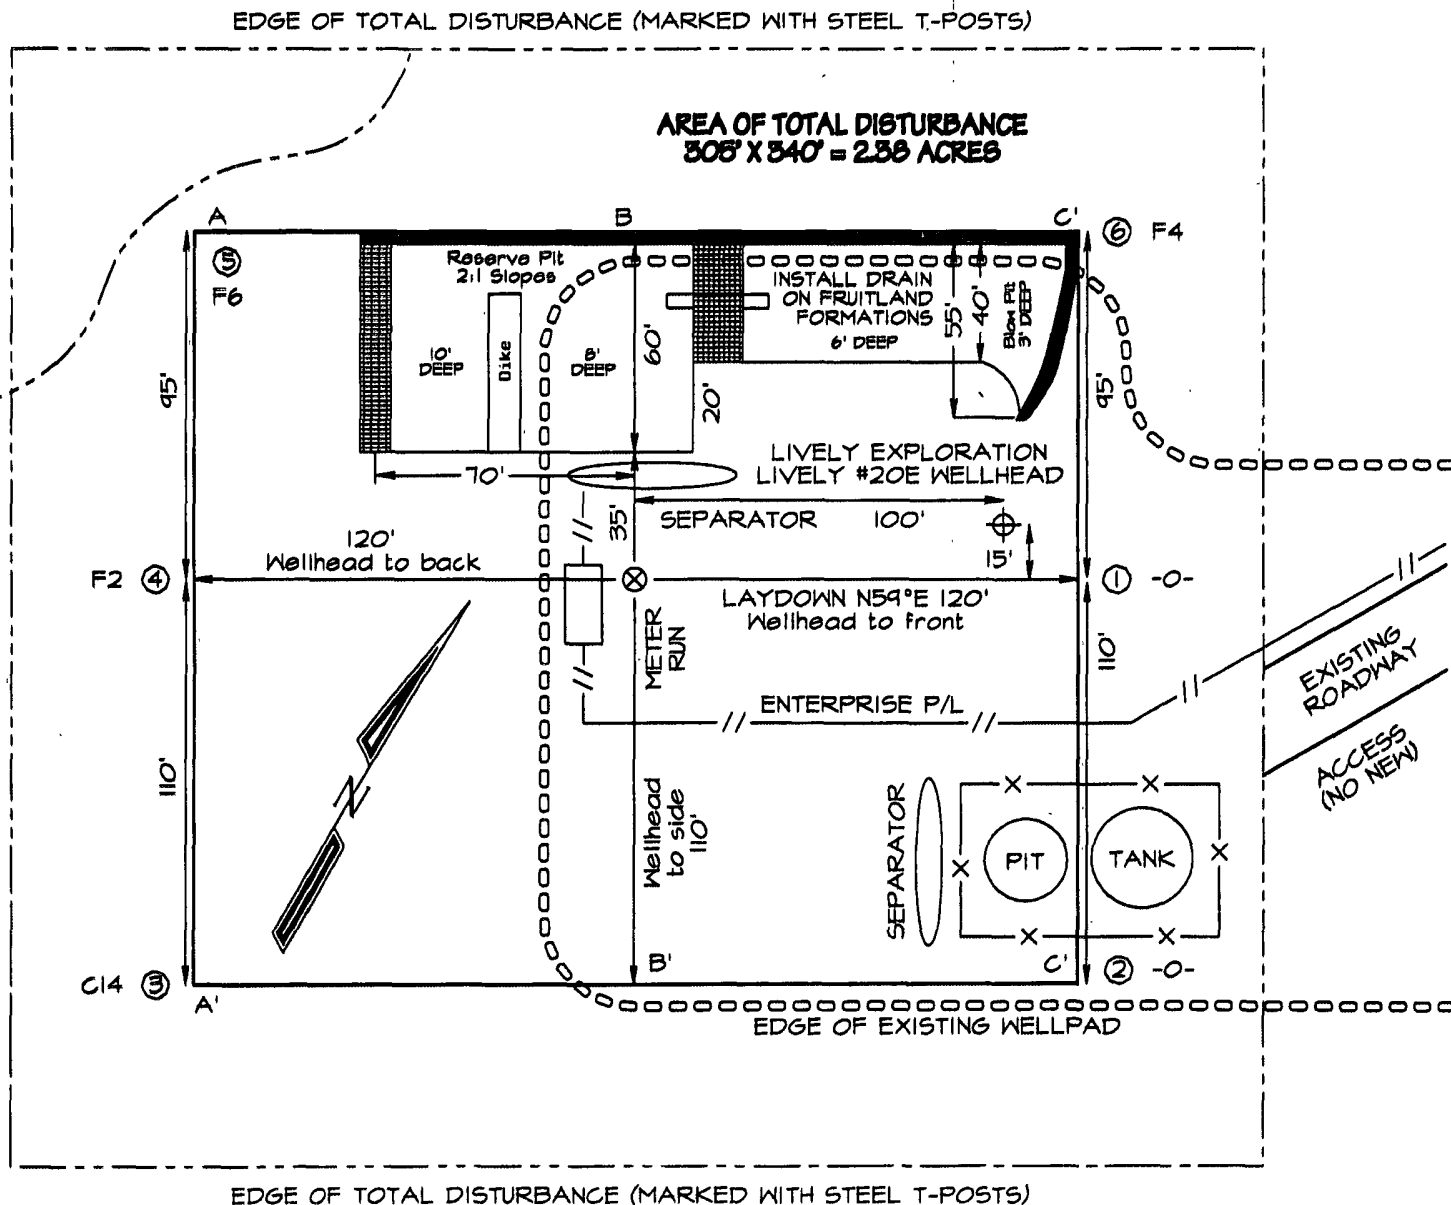 EDGE OF TOTAL DISTURBANCE (MARKED WITH STEEL T-POSTS)
AREA OF TOTAL DISTURBANCE
305' X 340' = 2.38 ACRES
A
B
C'
6 F4
5
F6
Reserve Pit
2:1 Slopes
INSTALL DRAIN
ON FRUITLAND
FORMATIONS
6' DEEP
55'
40'
Blow Pit
3' DEEP
10'
DEEP
Dike
8'
DEEP
60'
20'
95'
95'
LIVELY EXPLORATION
LIVELY #20E WELLHEAD
70'
35'
SEPARATOR
100'
15'
120'
Wellhead to back
F2 4
1 -0-
LAYDOWN N59°E 120'
Wellhead to front
METER
RUN
110'
EXISTING
ROADWAY
ENTERPRISE P/L
ACCESS
(NO NEW)
110'
N
Wellhead
to side
110'
SEPARATOR
PIT
TANK
C14 3
A'
B'
C'
2 -0-
EDGE OF EXISTING WELLPAD
EDGE OF TOTAL DISTURBANCE (MARKED WITH STEEL T-POSTS)